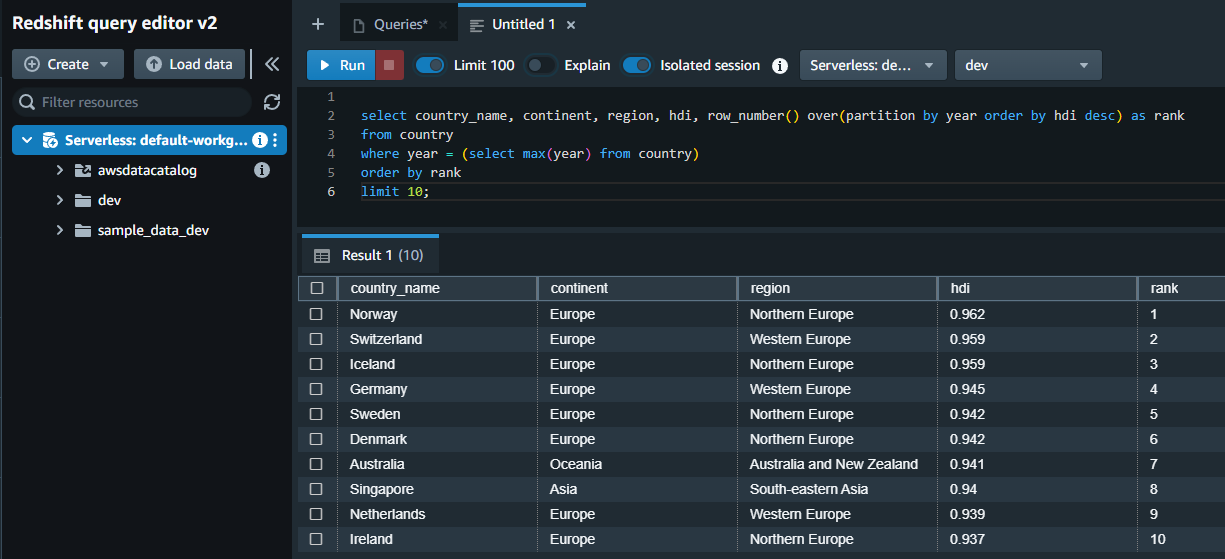 Redshift query editor v2
Create
Load data
Filter resources
Serverless: default-workg...
awsdatacatalog
dev
sample_data_dev
Queries*
Untitled 1
Run
Limit 100
Explain
Isolated session
Serverless: de...
dev
1
2 select country_name, continent, region, hdi, row_number() over(partition by year order by hdi desc) as rank
3 from country
4 where year = (select max(year) from country)
5 order by rank
6 limit 10;
Result 1 (10)
country_name continent region hdi rank
Norway Europe Northern Europe 0.962 1
Switzerland Europe Western Europe 0.959 2
Iceland Europe Northern Europe 0.959 3
Germany Europe Western Europe 0.945 4
Sweden Europe Northern Europe 0.942 5
Denmark Europe Northern Europe 0.942 6
Australia Oceania Australia and New Zealand 0.941 7
Singapore Asia South-eastern Asia 0.94 8
Netherlands Europe Western Europe 0.939 9
Ireland Europe Northern Europe 0.937 10